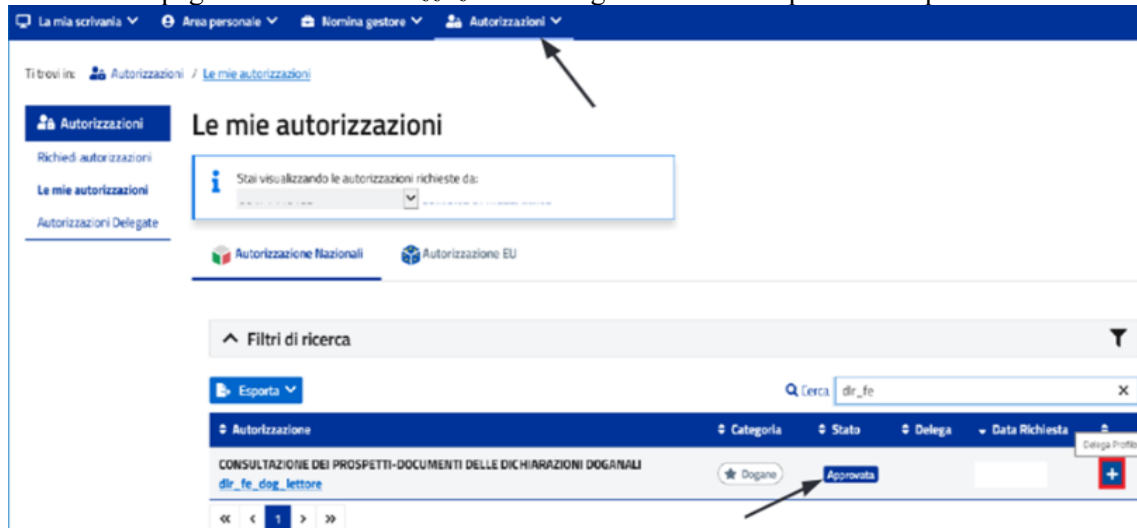 La mia scrivania
Area personale
Nomina gestore
Autorizzazioni
Ti trovi in: Autorizzazioni / Le mie autorizzazioni
Autorizzazioni
Richiedi autorizzazioni
Le mie autorizzazioni
Autorizzazioni Delegate
Le mie autorizzazioni
Stai visualizzando le autorizzazioni richieste da:
Autorizzazione Nazionali
Autorizzazione EU
Filtri di ricerca
Esporta
Cerca dlr_fe
Autorizzazione Categoria Stato Delega Data Richiesta
Delega Profilo
CONSULTAZIONE DEI PROSPETTI-DOCUMENTI DELLE DICHIARAZIONI DOGANALI
dlr_fe_dog_lettore
Dogane
Approvata
+
« < 1 > »